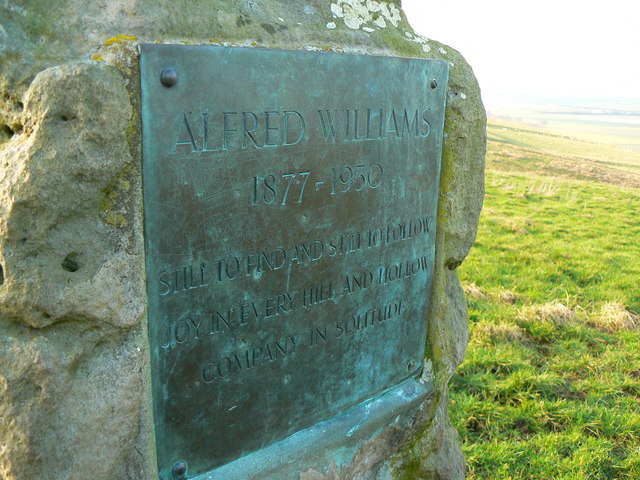 ALFRED WILLIAMS
1877-1930
STILL TO FIND AND STILL TO FOLLOW
JOY IN EVERY HILL AND HOLLOW
COMPANY IN SOLITUDE